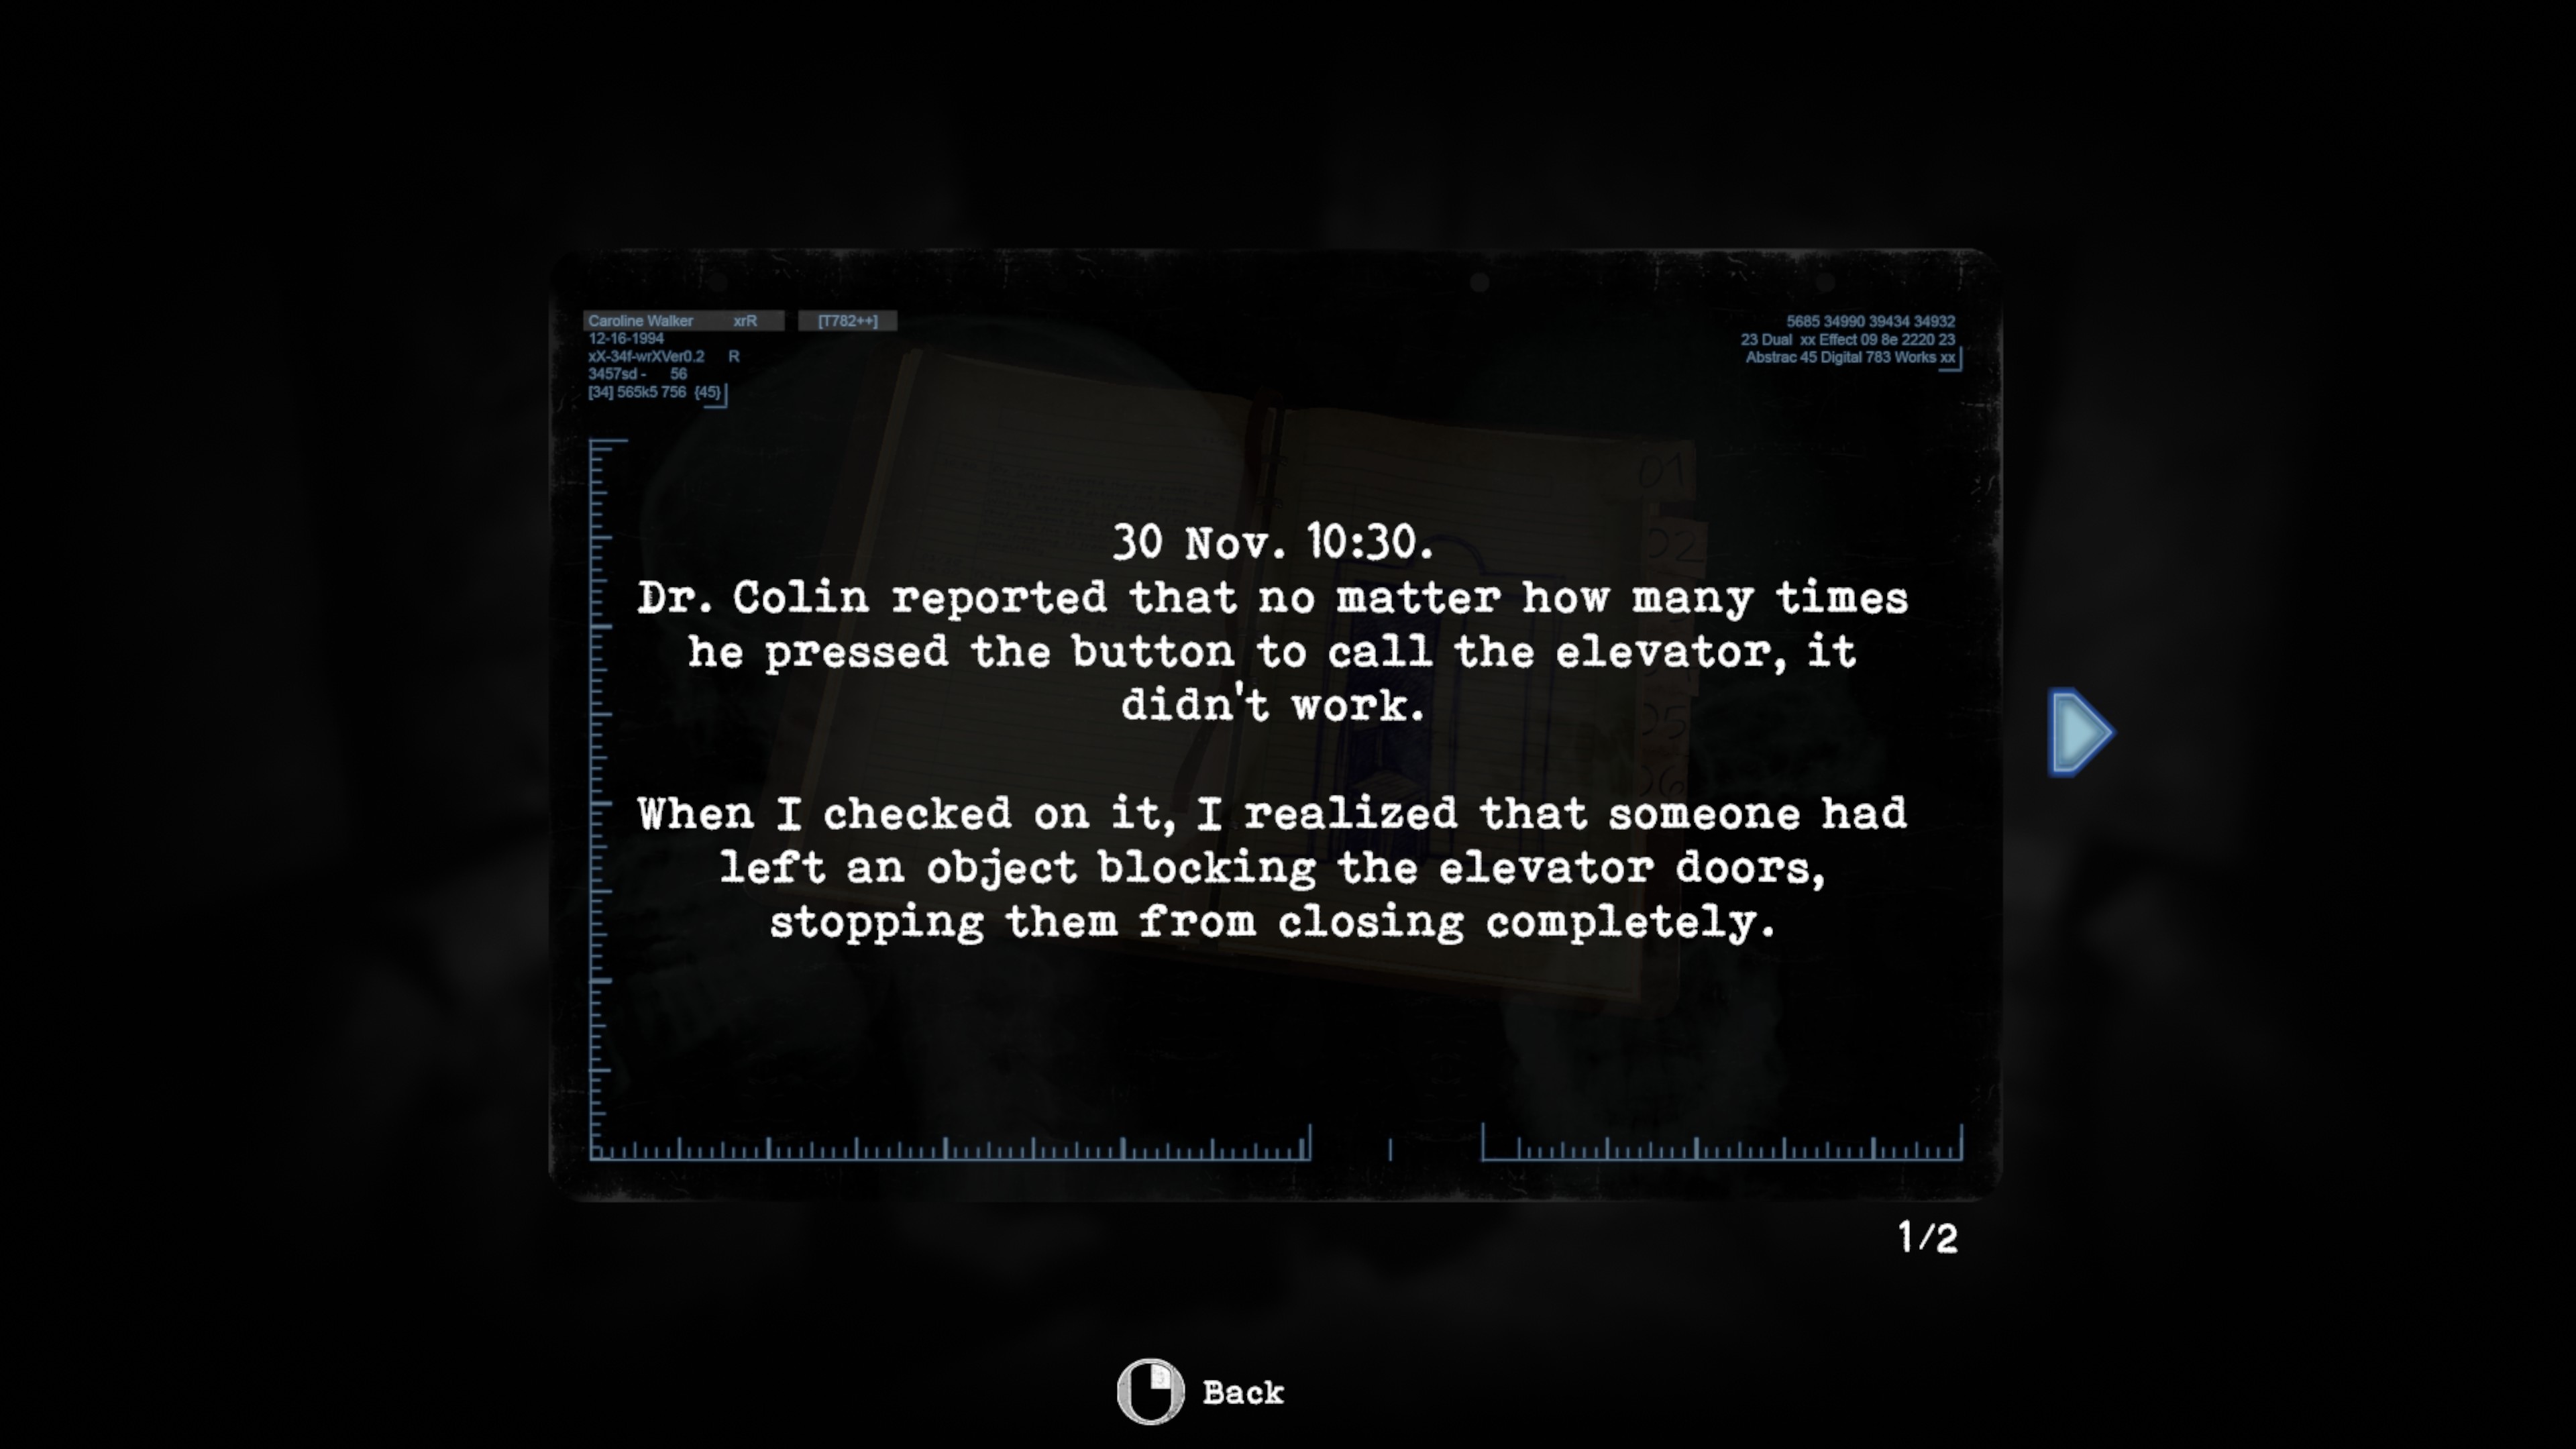 Caroline Walker xrR [T782++]
12-16-1994
xX-34f-wrXVer0.2 R
3457sd - 56
[34] 565k5 756 {45}
5685 34990 39434 34932
23 Dual xx Effect 09 8e 2220 23
Abstrac 45 Digital 783 Works xx
01
02
05
06
30 Nov. 10:30.
Dr. Colin reported that no matter how many times
he pressed the button to call the elevator, it
didn't work.
When I checked on it, I realized that someone had
left an object blocking the elevator doors,
stopping them from closing completely.
1/2
Back